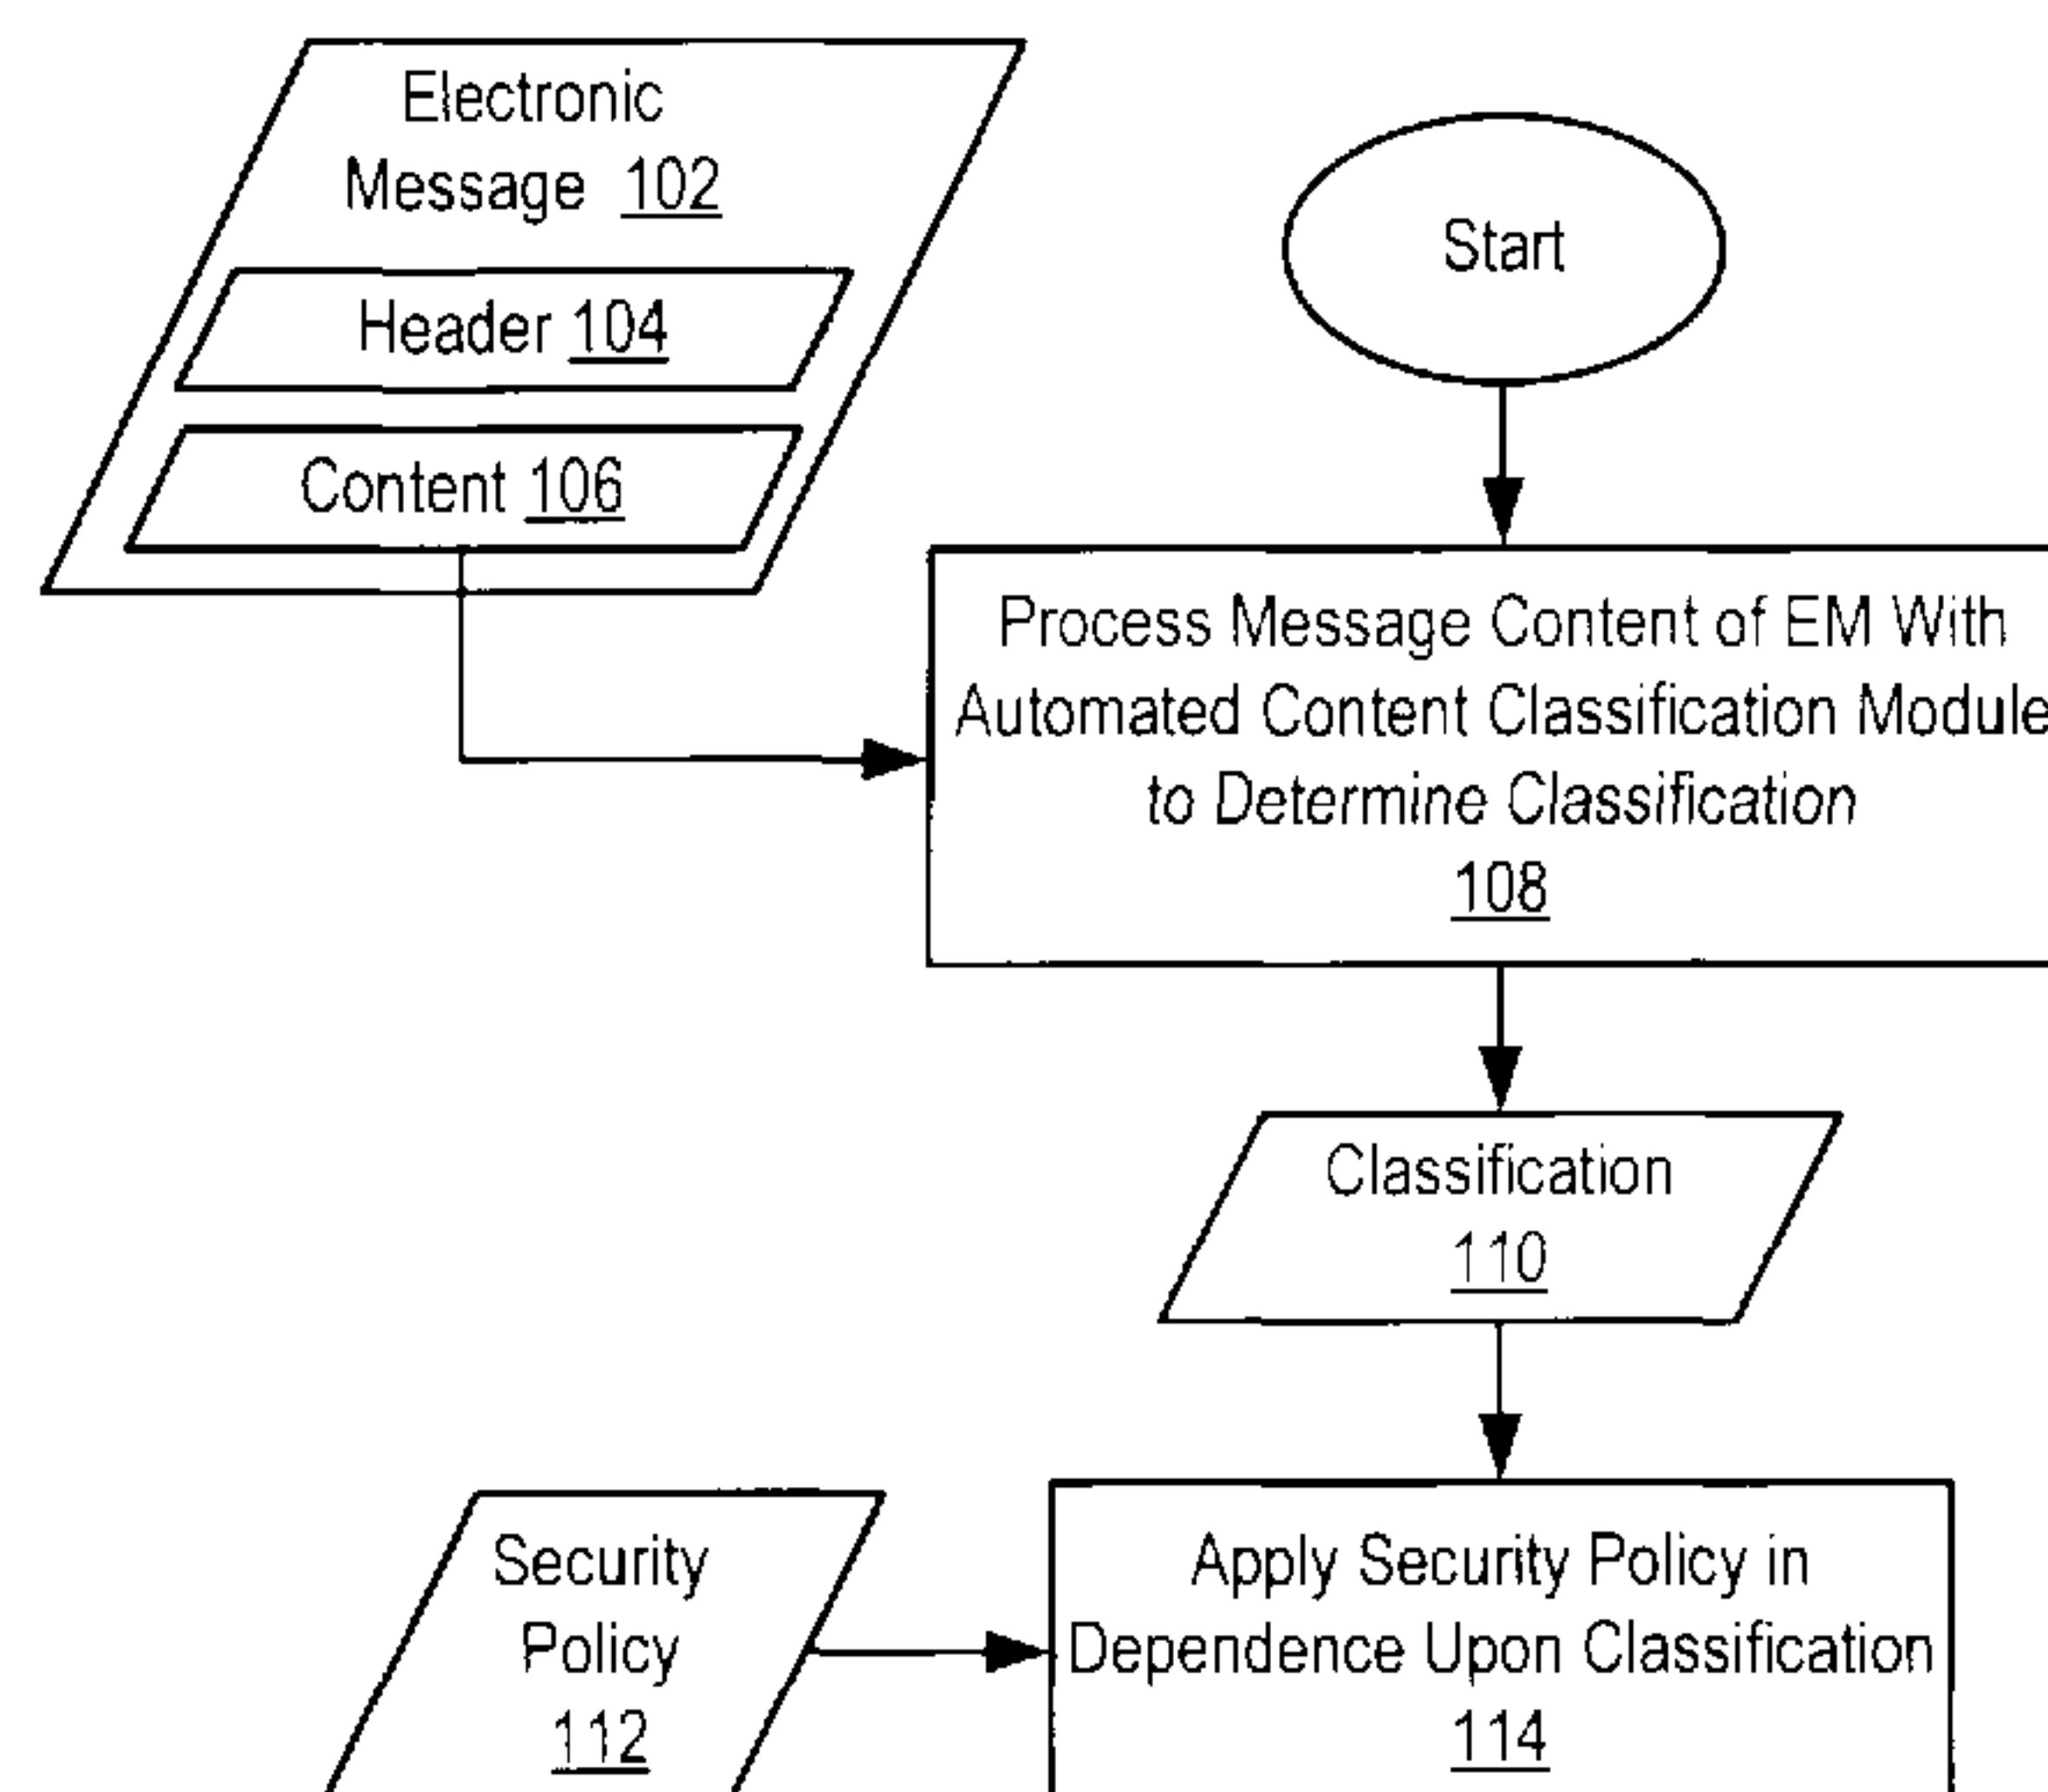 Electronic
Message 102
Header 104
Content 106
Start
Process Message Content of EM With
Automated Content Classification Module
to Determine Classification
108
Classification
110
Security
Policy
112
Apply Security Policy in
Dependence Upon Classification
114